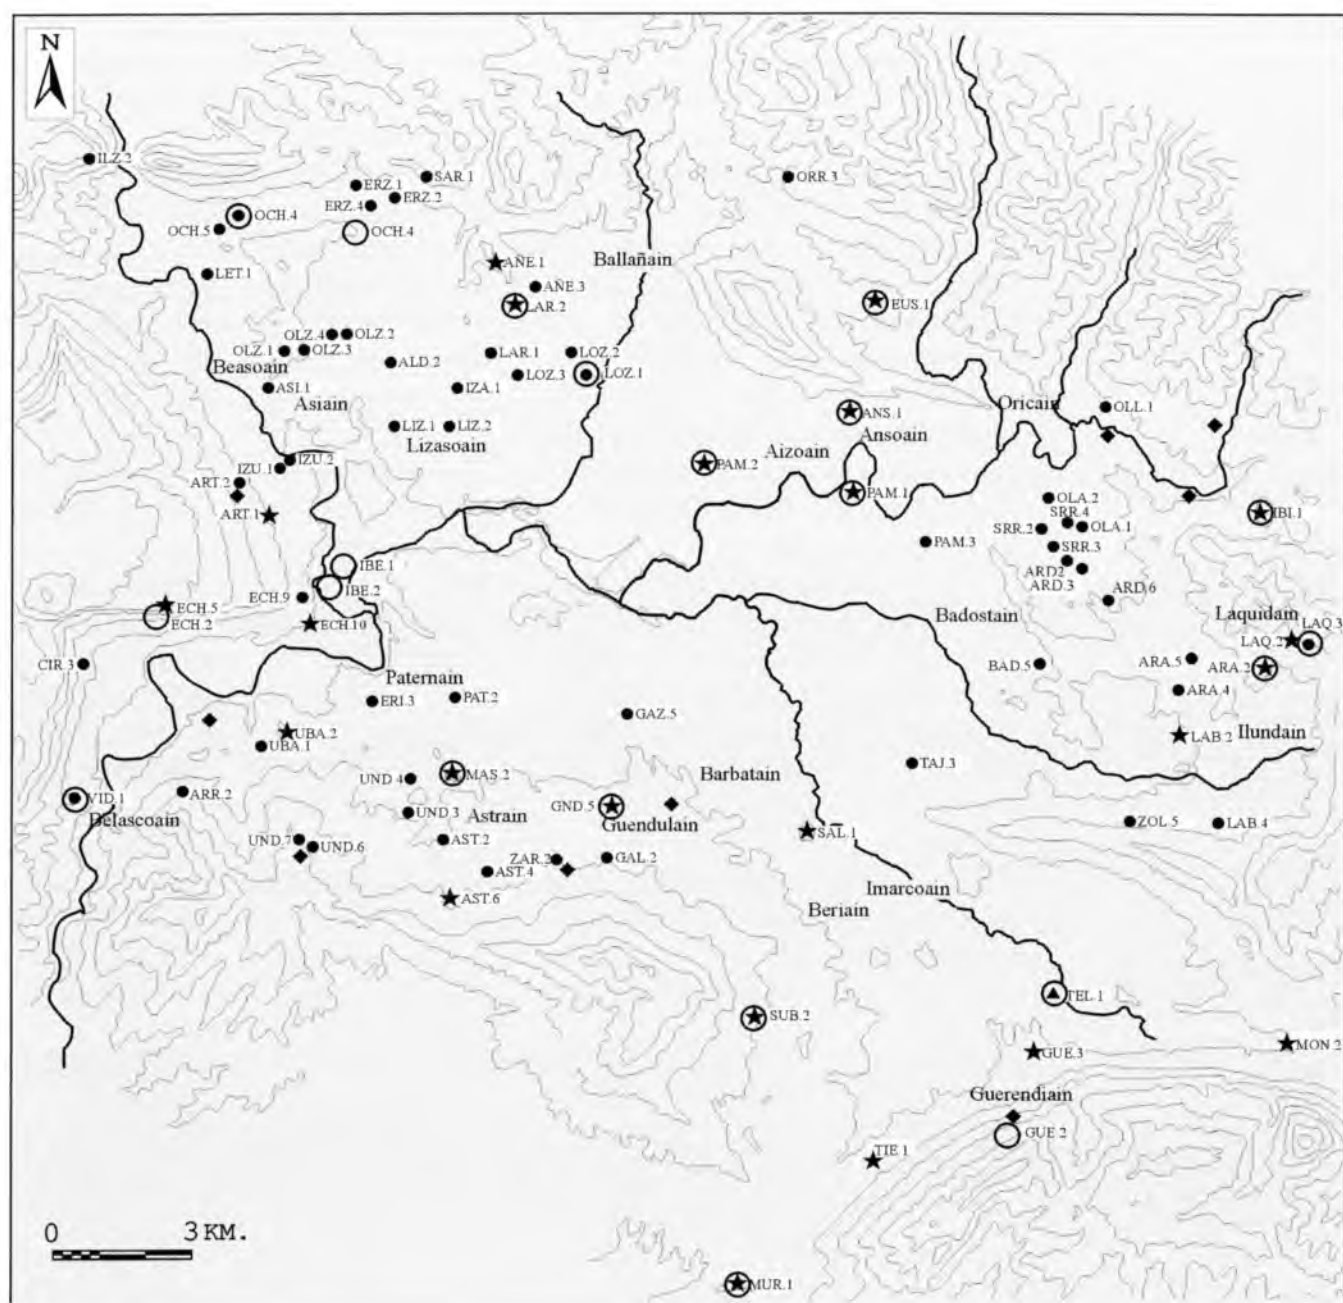 N
ILZ.2
SAR.1
ORR.3
ERZ.1
ERZ.2
ERZ.4
OCH.4
OCH.5
OCH.4
Ballañain
AÑE.1
LET.1
AÑE.3
LAR.2
EUS.1
OLZ.4
OLZ.2
OLZ.1
OLZ.3
LAR.1
LOZ.2
Beasoain
ALD.2
LOZ.3
LOZ.1
ASI.1
IZA.1
Asiain
Oricain
OLL.1
ANS.1
LIZ.1
LIZ.2
Ansoain
Lizasoain
Aizoain
IZU.2
IZU.1
PAM.2
ART.2
PAM.1
OLA.2
ART.1
IBI.1
SRR.4
SRR.2
OLA.1
PAM.3
SRR.3
IBE.1
ARD2
ARD.3
IBE.2
ARD.6
ECH.9
ECH.5
Badostain
Laquidain
ECH.2
ECH.10
LAQ.3
LAQ.2
CIR.3
BAD.5
ARA.5
ARA.2
Paternain
ARA.4
ERI.3
PAT.2
GAZ.5
UBA.2
LAB.2
Ilundain
UBA.1
TAJ.3
UND.4
MAS.2
Barbatain
VID.1
ARR.2
GND.5
UND.3
Astrain
Belascoain
Guendulain
ZOL.5
LAB.4
SAL.1
UND.7
UND.6
AST.2
ZAR.2
GAL.2
AST.4
Imarcoain
AST.6
Beriain
TEL.1
SUB.2
MON 2
GUE.3
Guerendiain
GUE 2
TIE 1
0 3 KM.
MUR.1